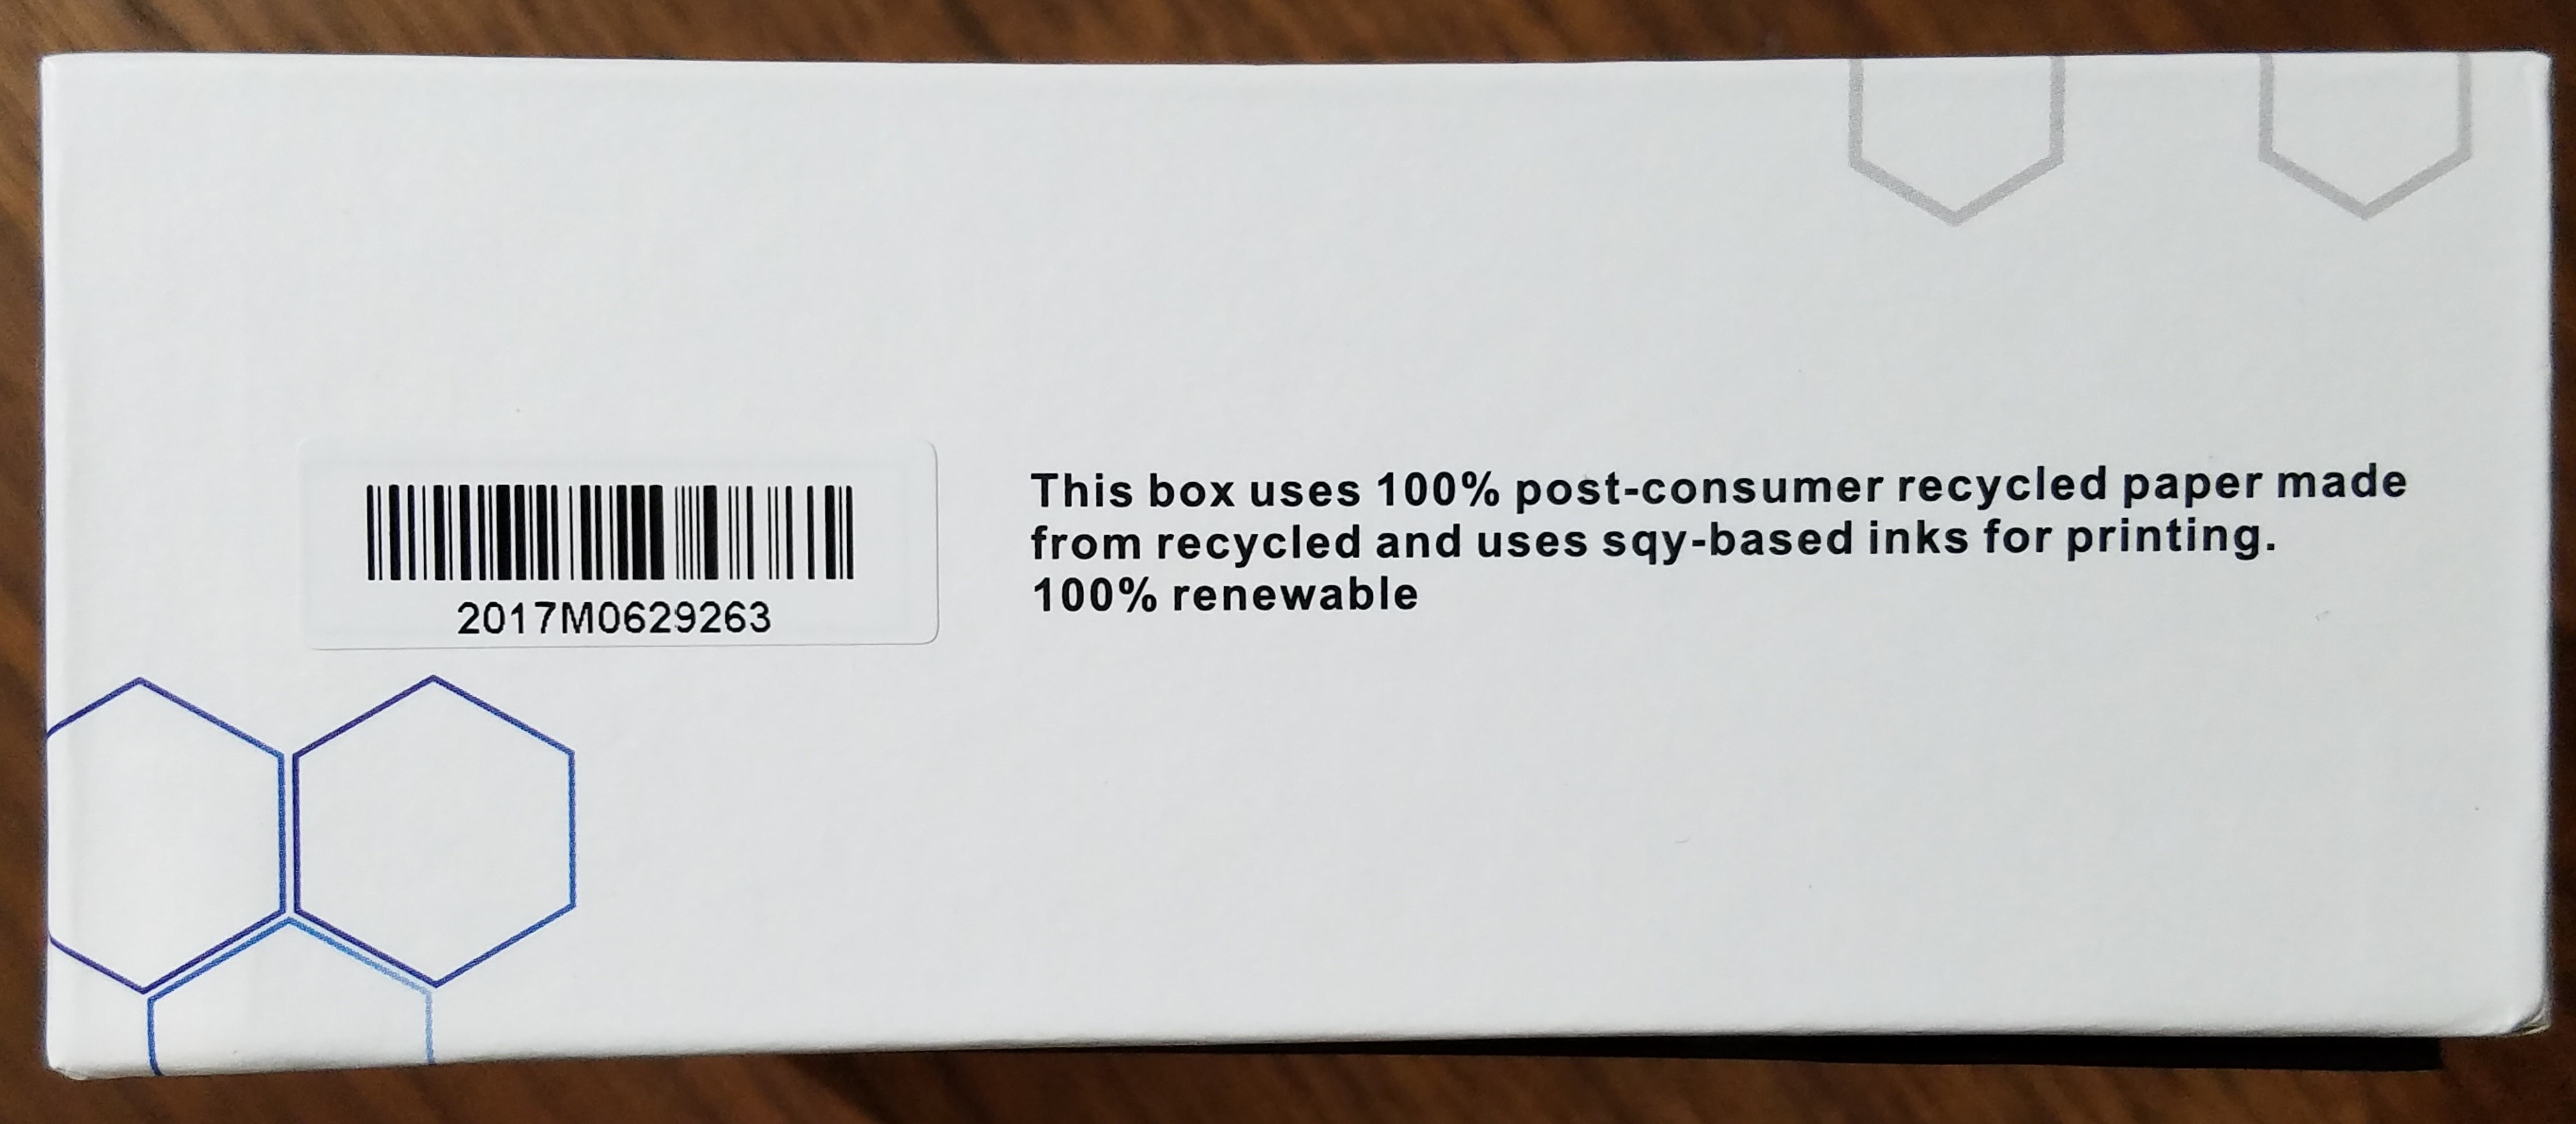 2017M0629263
This box uses 100% post-consumer recycled paper made
from recycled and uses sqy-based inks for printing.
100% renewable